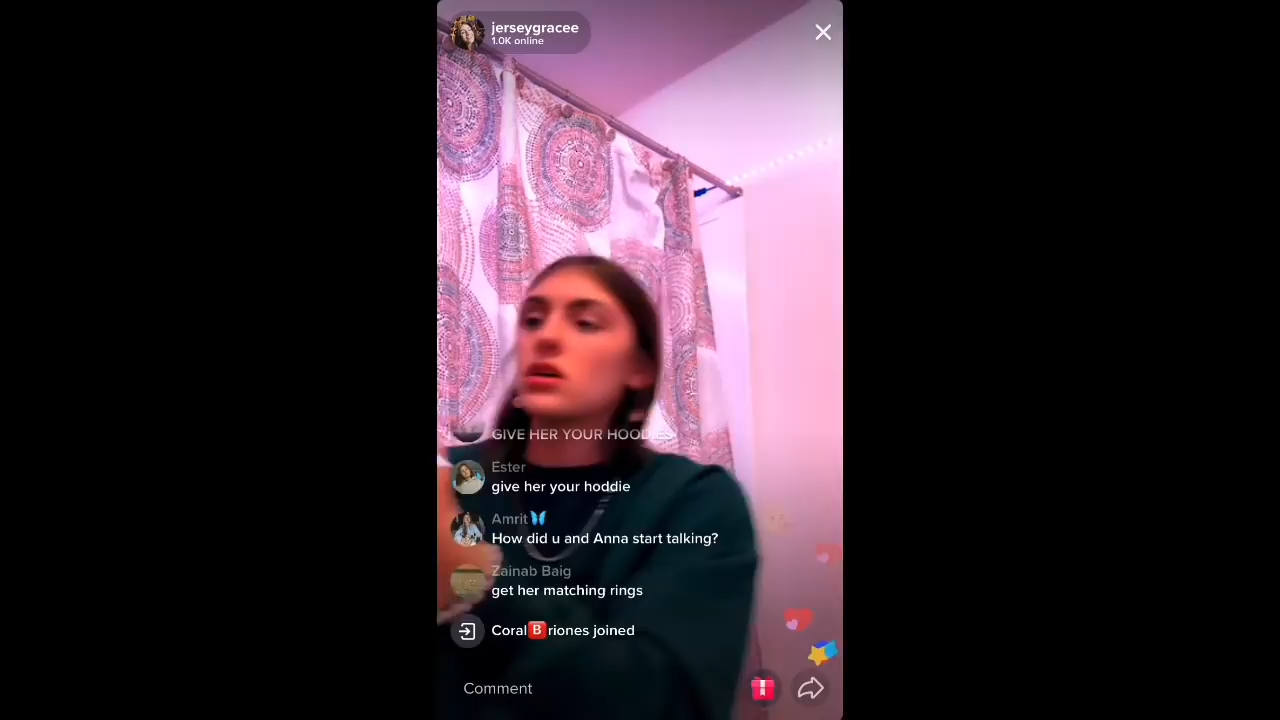 jerseygracee
1.0K online
GIVE HER YOUR HOODIES
Ester
give her your hoddie
Amrit🦋
How did u and Anna start talking?
Zainab Baig
get her matching rings
Coral🅱riones joined
Comment